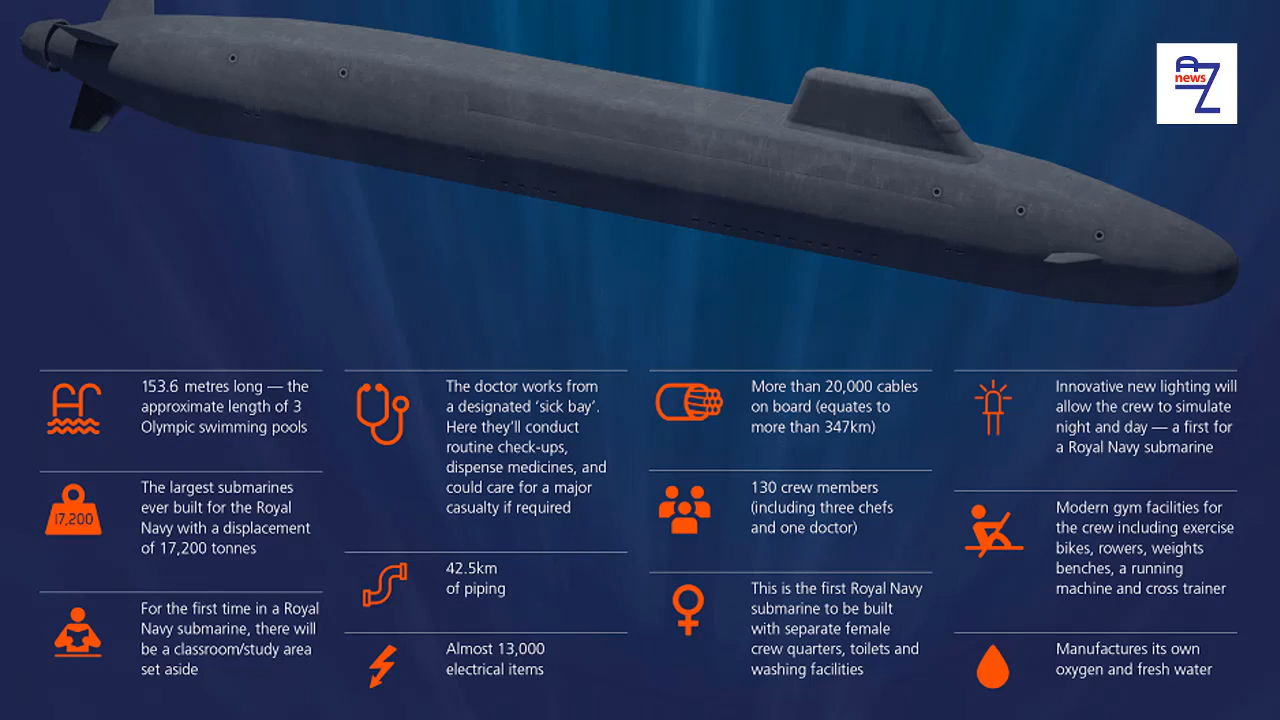 A
news
Z
153.6 metres long — the
approximate length of 3
Olympic swimming pools
17,200
The largest submarines
ever built for the Royal
Navy with a displacement
of 17,200 tonnes
For the first time in a Royal
Navy submarine, there will
be a classroom/study area
set aside
The doctor works from
a designated ‘sick bay’.
Here they’ll conduct
routine check-ups,
dispense medicines, and
could care for a major
casualty if required
42.5km
of piping
Almost 13,000
electrical items
More than 20,000 cables
on board (equates to
more than 347km)
130 crew members
(including three chefs
and one doctor)
This is the first Royal Navy
submarine to be built
with separate female
crew quarters, toilets and
washing facilities
Innovative new lighting will
allow the crew to simulate
night and day — a first for
a Royal Navy submarine
Modern gym facilities for
the crew including exercise
bikes, rowers, weights
benches, a running
machine and cross trainer
Manufactures its own
oxygen and fresh water